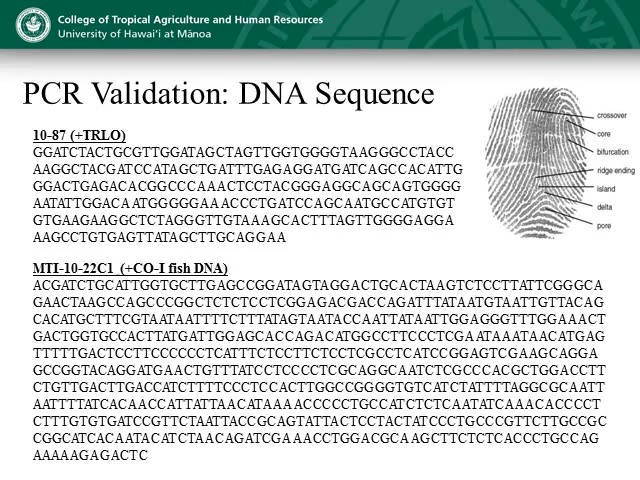 College of Tropical Agriculture and Human Resources
University of Hawai'i at Mānoa
PCR Validation: DNA Sequence
10-87 (+TRLO)
GGATCTACTGCGTTGGATAGCTAGTTGGTGGGGTAAGGGCCTACC
AAGGCTACGATCCATAGCTGATTTGAGAGGATGATCAGCCACATTG
GGACTGAGACACGGCCCAAACTCCTACGGGAGGCAGCAGTGGGG
AATATTGGACAATGGGGGAAACCCTGATCCAGCAATGCCATGTGT
GTGAAGAAGGCTCTAGGGTTGTAAAGCACTTTAGTTGGGGAGGA
AAGCCTGTGAGTTATAGCTTGCAGGAA
crossover
core
bifurcation
ridge ending
island
delta
pore
MTI-10-22C1 (+CO-I fish DNA)
ACGATCTGCATTGGTGCTTGAGCCGGATAGTAGGACTGCACTAAGTCTCCTTATTCGGGCA
GAACTAAGCCAGCCCGGCTCTCTCCTCGGAGACGACCAGATTTATAATGTAATTGTTACAG
CACATGCTTTCGTAATAATTTTCTTTATAGTAATACCAATTATAATTGGAGGGTTTGGAAACT
GACTGGTGCCACTTATGATTGGAGCACCAGACATGGCCTTCCCTCGAATAAATAACATGAG
TTTTTGACTCCTTCCCCCCTCATTTCTCCTTCTCCTCGCCTCATCCGGAGTCGAAGCAGGA
GCCGGTACAGGATGAACTGTTTATCCTCCCCTCGCAGGCAATCTCGCCCACGCTGGACCTT
CTGTTGACTTGACCATCTTTTCCCTCCACTTGGCCGGGGTGTCATCTATTTTAGGCGCAATT
AATTTTATCACAACCATTATTAACATAAAACCCCCTGCCATCTCTCAATATCAAACACCCCT
CTTTGTGTGATCCGTTCTAATTACCGCAGTATTACTCCTACTATCCCTGCCCGTTCTTGCCGC
CGGCATCACAATACATCTAACAGATCGAAACCTGGACGCAAGCTTCTCTCACCCTGCCAG
AAAAAGAGACTC